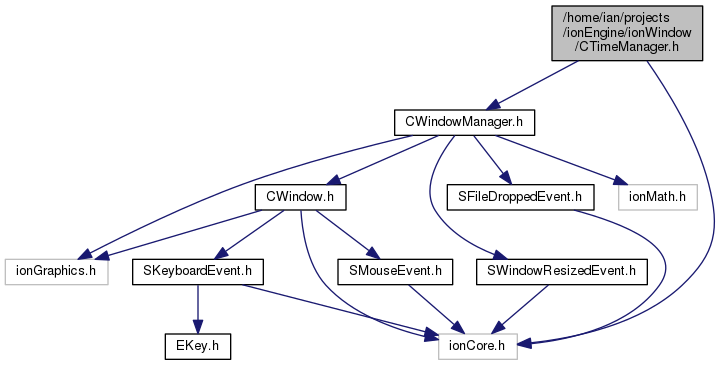 /home/ian/projects
/ionEngine/ionWindow
/CTimeManager.h
CWindowManager.h
CWindow.h
SFileDroppedEvent.h
ionMath.h
ionGraphics.h
SKeyboardEvent.h
SMouseEvent.h
SWindowResizedEvent.h
EKey.h
ionCore.h